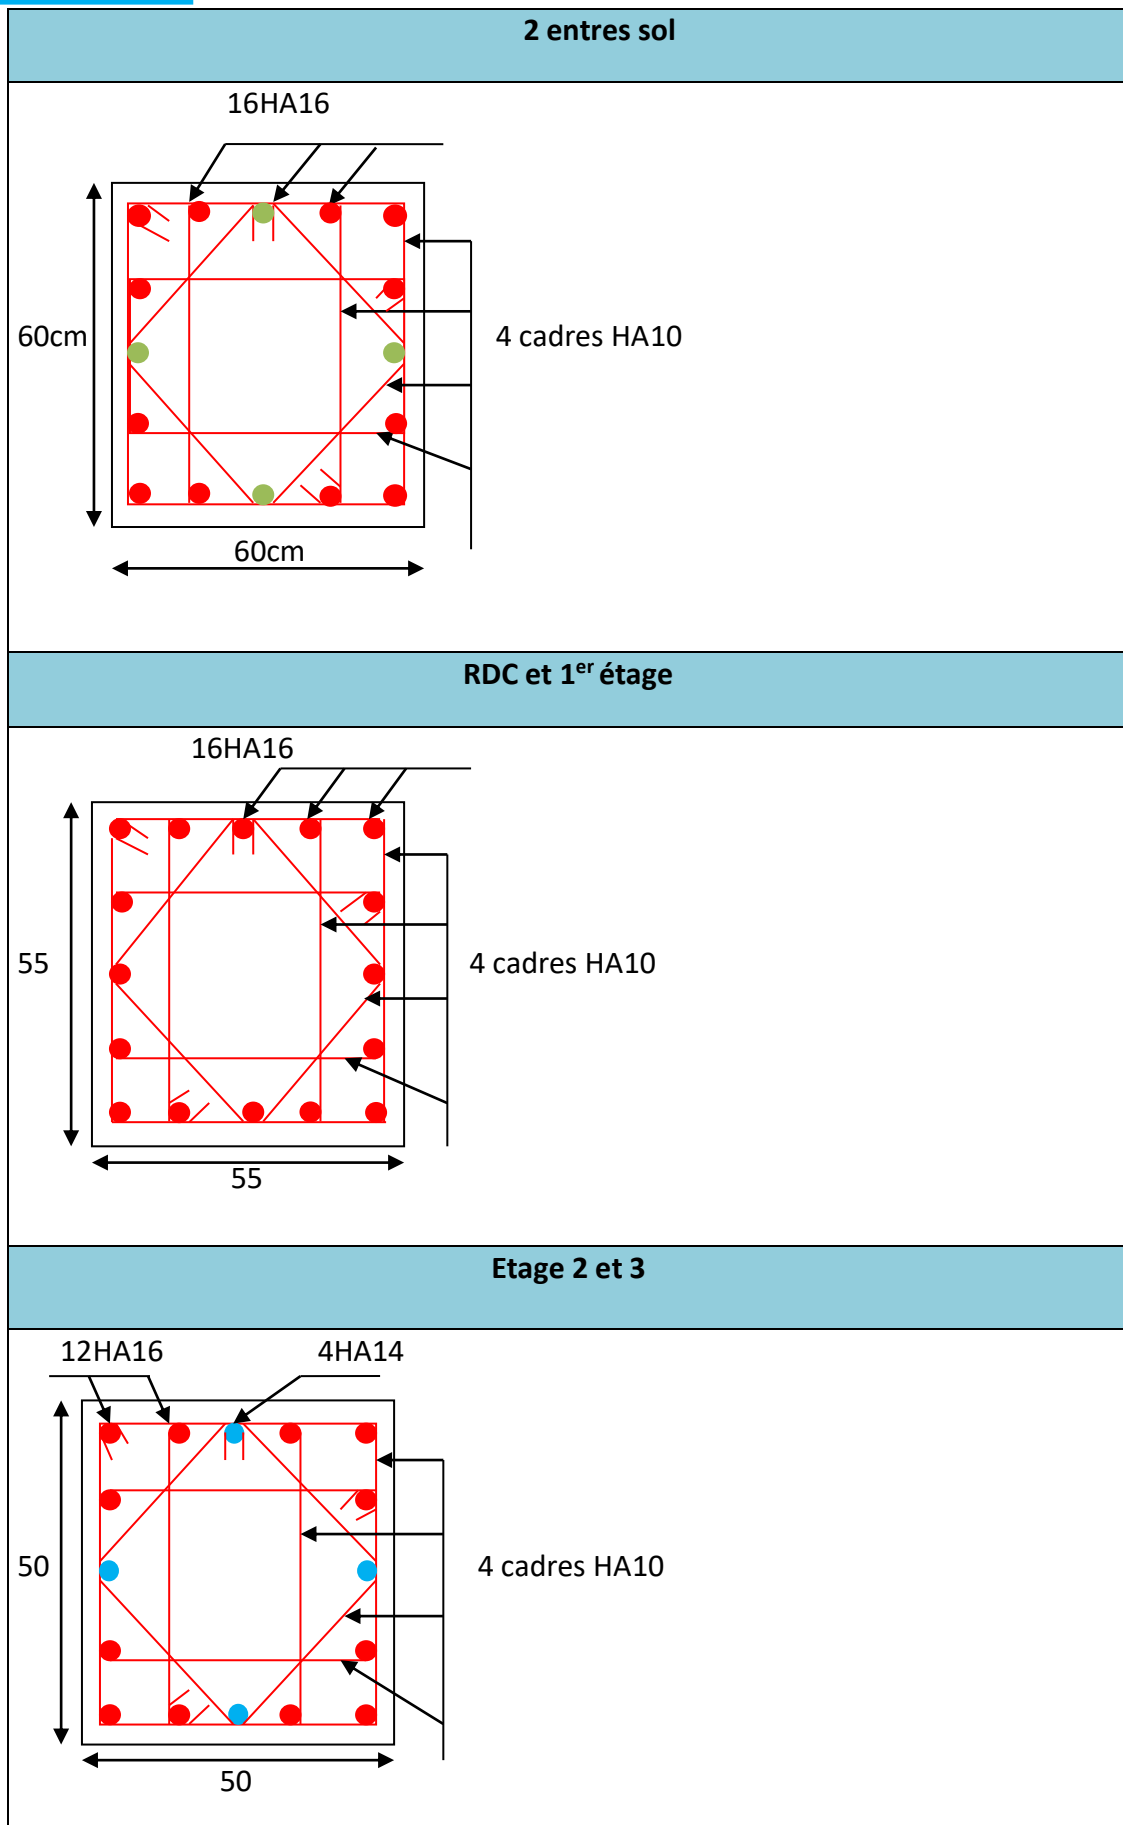 2 entres sol
16HA16
60cm
4 cadres HA10
60cm
RDC et 1er étage
16HA16
55
4 cadres HA10
55
Etage 2 et 3
12HA16
4HA14
50
4 cadres HA10
50